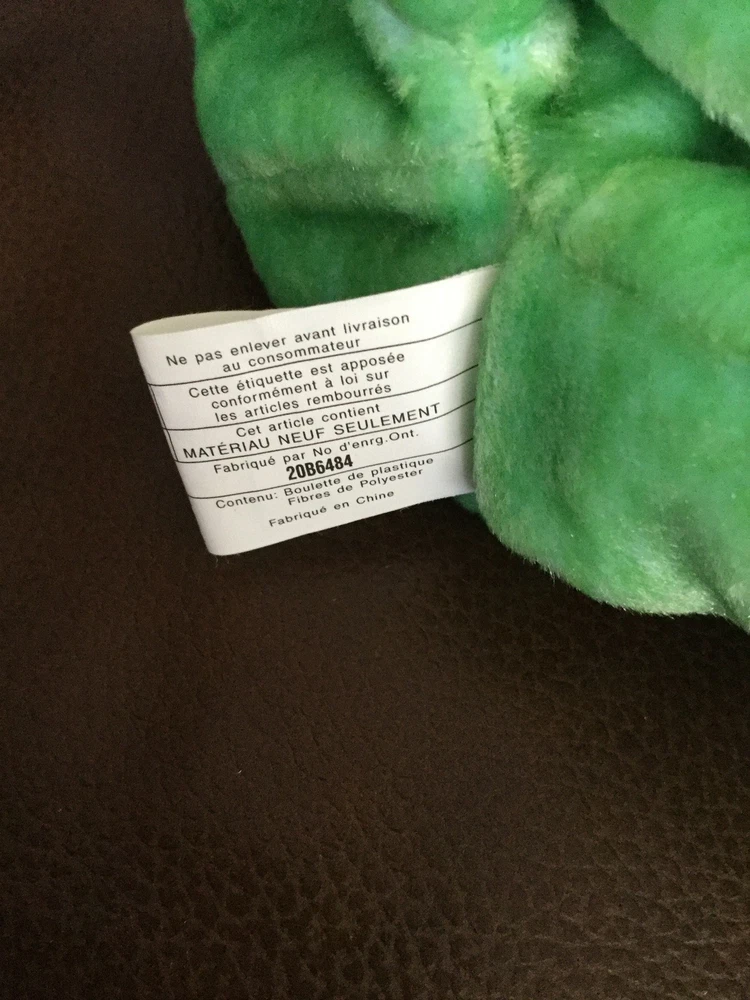 Ne pas enlever avant livraison
au consommateur
Cette étiquette est apposée
conformément à loi sur
les articles rembourrés
Cet article contient
MATÉRIAU NEUF SEULEMENT
Fabriqué par No d'enrg.Ont.
20B6484
Contenu: Boulette de plastique
Fibres de Polyester
Fabriqué en Chine